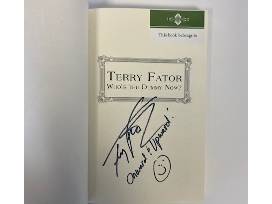 This book belongs to
TERRY FATOR
WHO'S THE DUMMY NOW?
Onward & Upward!